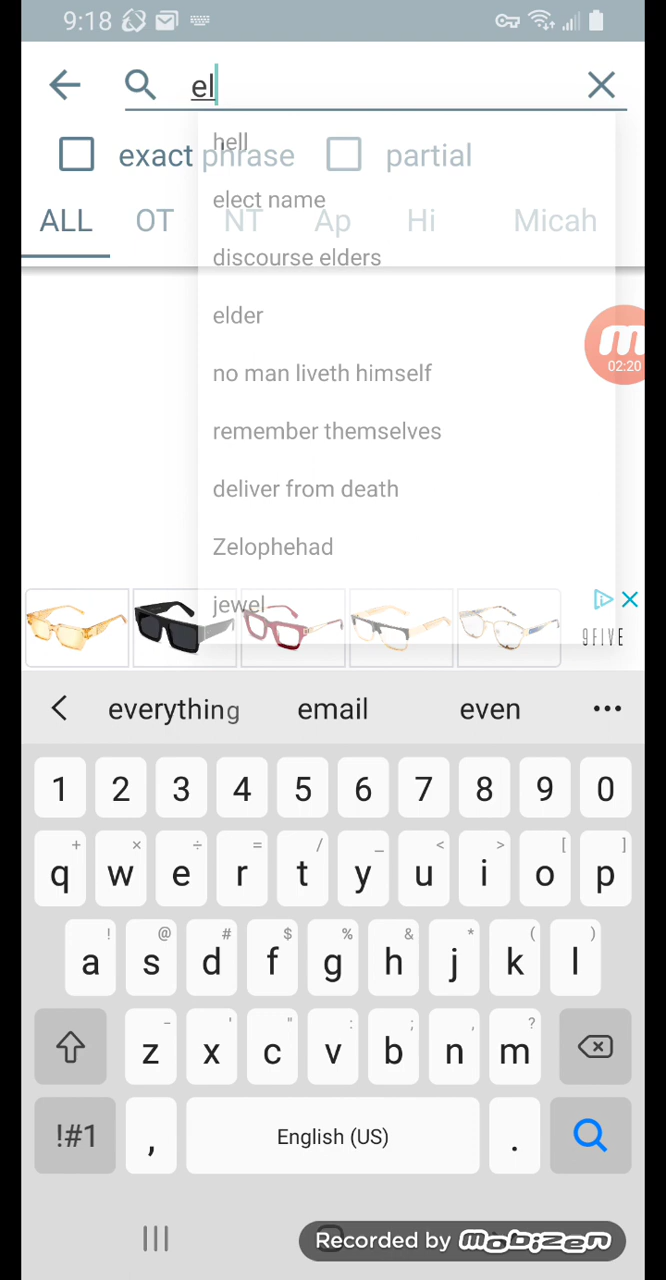 9:18
el
hell
exact phrase partial
elect name
ALL OT NT Ap Hi Micah
discourse elders
elder
02:20
no man liveth himself
remember themselves
deliver from death
Zelophehad
jewel
9FIVE
everything email even
1 2 3 4 5 6 7 8 9 0
+ × ÷ = / _ < > [ ]
q w e r t y u i o p
! @ # $ % & * ( )
a s d f g h j k l
- ' " : ; , ?
z x c v b n m
!#1 , English (US) .
Recorded by mobizen